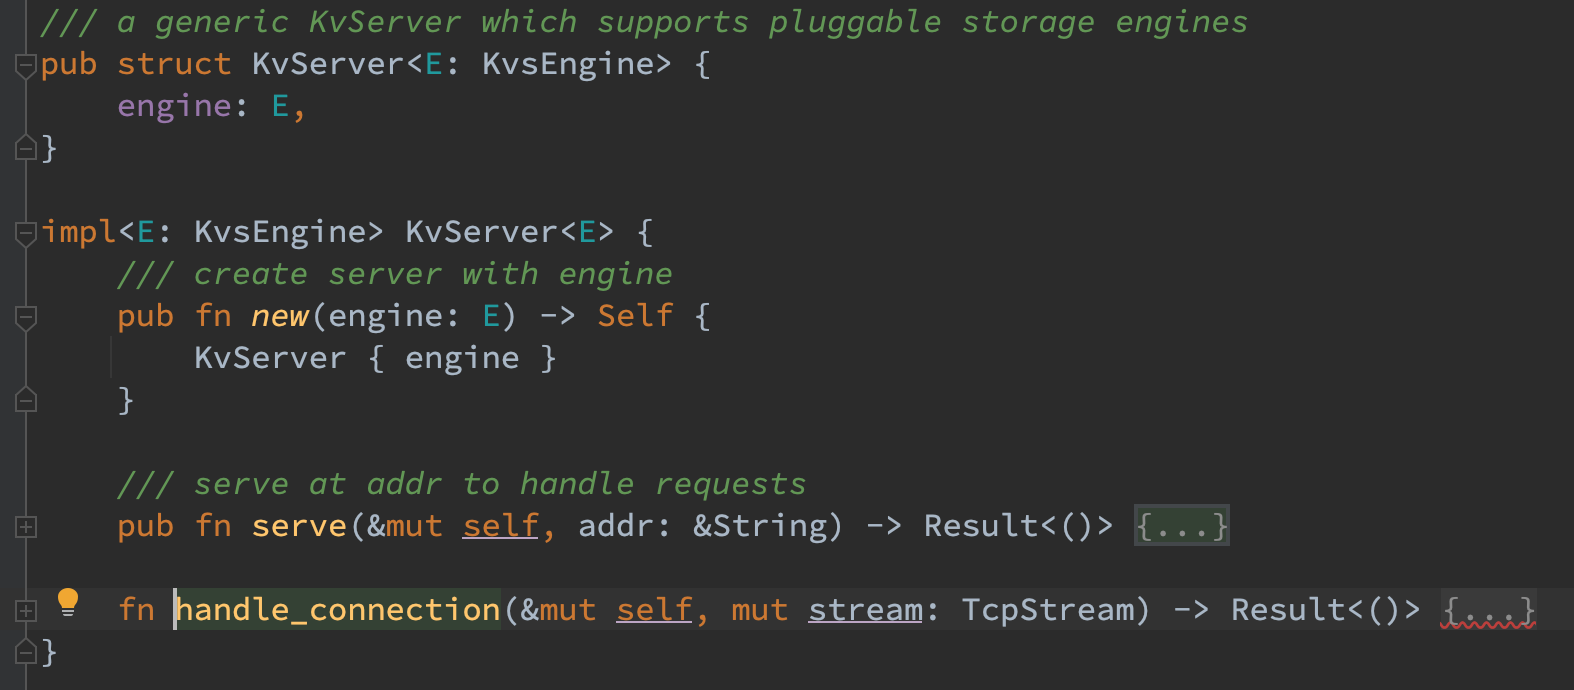 /// a generic KvServer which supports pluggable storage engines
pub struct KvServer<E: KvsEngine> {
    engine: E,
}

impl<E: KvsEngine> KvServer<E> {
    /// create server with engine
    pub fn new(engine: E) -> Self {
        KvServer { engine }
    }

    /// serve at addr to handle requests
    pub fn serve(&mut self, addr: &String) -> Result<()> {...}

    fn handle_connection(&mut self, mut stream: TcpStream) -> Result<()> {...}
}